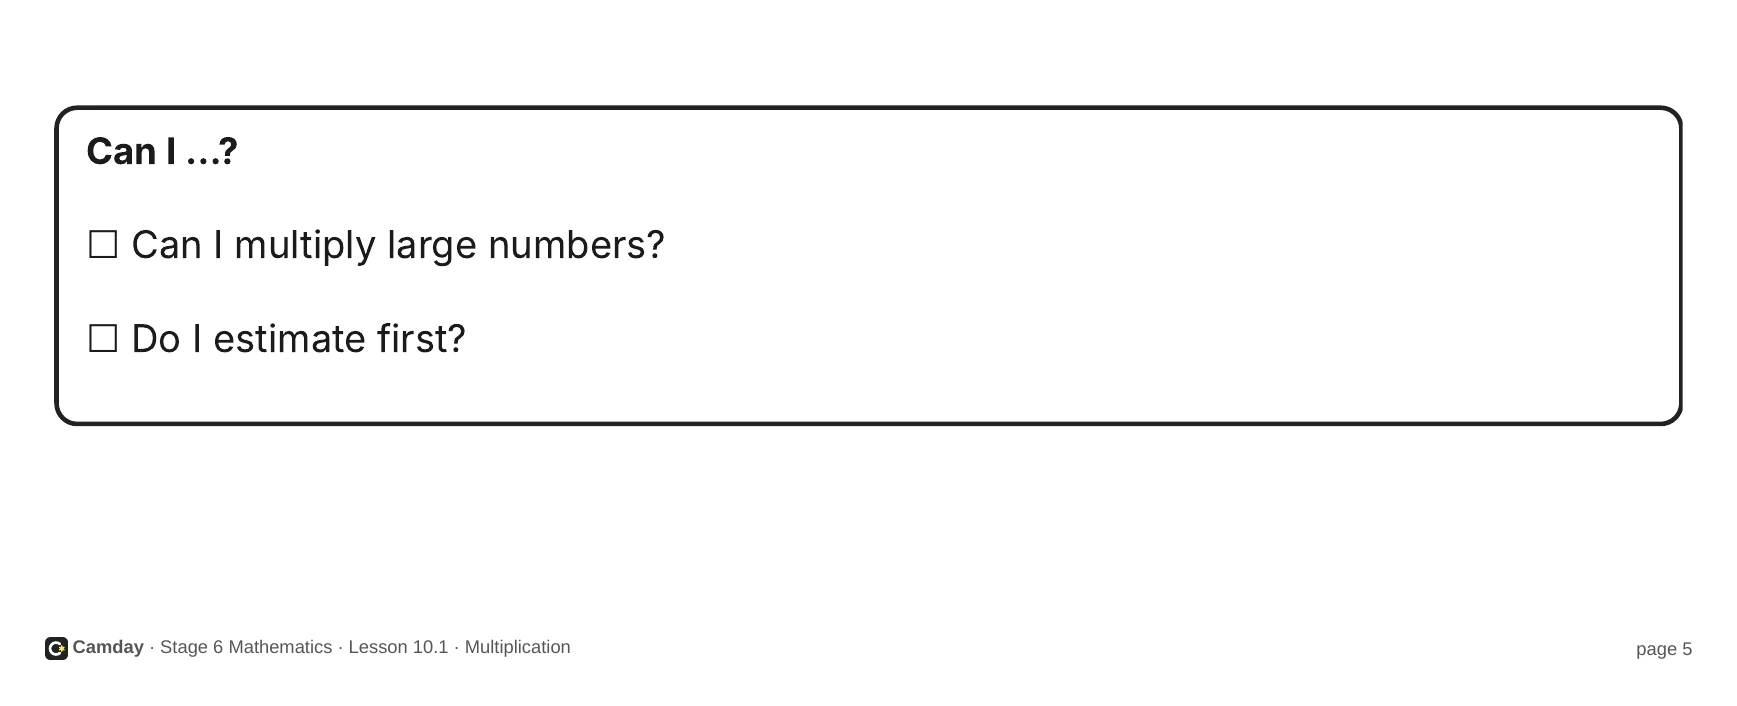 Can I ...?
☐ Can I multiply large numbers?
☐ Do I estimate first?
Camday · Stage 6 Mathematics · Lesson 10.1 · Multiplication
page 5